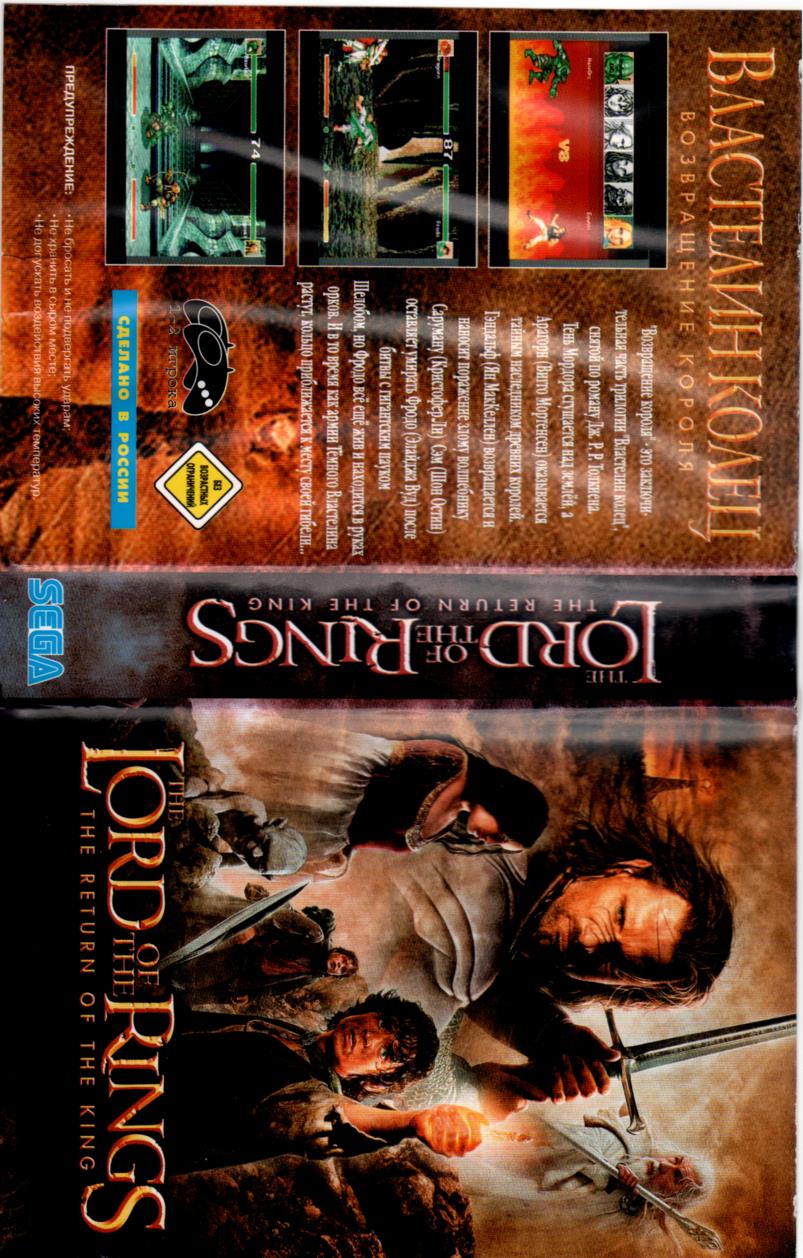 ВЛАСТЕЛИН КОЛЕЦ
ВОЗВРАЩЕНИЕ КОРОЛЯ
VS
87
74
"Возвращение короля"- это заключи-
тельная часть трилогии "Властелин колец",
снятой по роману Дж. Р.Р. Толкиена.
Тень Мордора сгущается над землёй, а
Арагорн (Вигго Мортенсен) оказывается
тайным наследником древних королей.
Гэндальф (Ян МакКеллен) возвращается и
наносит поражение злому волшебнику
Саруману (Кристофер Ли). Сэм (Шон Остин)
оставляет умирать Фродо (Элайджа Вуд) после
битвы с гигантским пауком
Шелобом, но Фродо всё ещё жив и находится в руках
орков. И в то время как армии Тёмного Властелина
растут, кольцо приближается к месту своей гибели...
1-2 игрока
БЕЗ
ВОЗРАСТНЫХ
ОГРАНИЧЕНИЙ
СДЕЛАНО В РОССИИ
ПРЕДУПРЕЖДЕНИЕ: •Не бросать и не подвергать ударам;
•Не хранить в сыром месте;
•Не допускать воздействия высоких температур.
THE
LORD OF THE RINGS
THE RETURN OF THE KING
SEGA
THE
LORD OF THE RINGS
THE RETURN OF THE KING